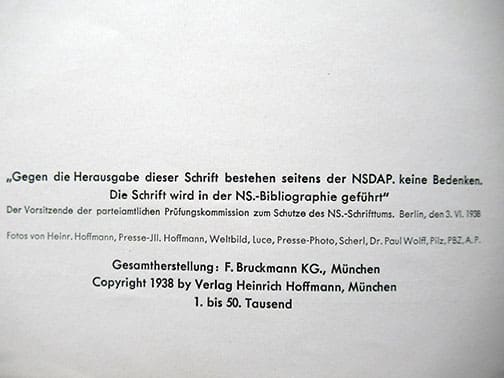 „Gegen die Herausgabe dieser Schrift bestehen seitens der NSDAP. keine Bedenken.
Die Schrift wird in der NS.-Bibliographie geführt“
Der Vorsitzende der parteiamtlichen Prüfungskommission zum Schutze des NS.-Schrifttums. Berlin, den 3. VI. 1938
Fotos von Heinr. Hoffmann, Presse-Jll. Hoffmann, Weltbild, Luce, Presse-Photo, Scherl, Dr. Paul Wolff, Pilz, PBZ, A.P.
Gesamtherstellung: F. Bruckmann KG., München
Copyright 1938 by Verlag Heinrich Hoffmann, München
1. bis 50. Tausend